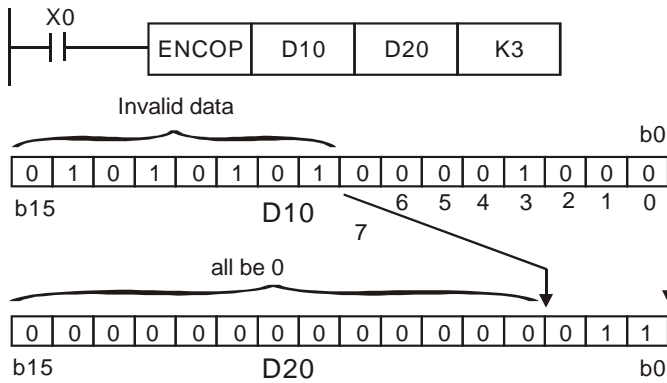 X0
ENCOP D10 D20 K3
Invalid data
b0
0 1 0 1 0 1 0 1 0 0 0 0 1 0 0 0
b15 D10 7 6 5 4 3 2 1 0
all be 0
0 0 0 0 0 0 0 0 0 0 0 0 0 0 1 1
b15 D20 b0